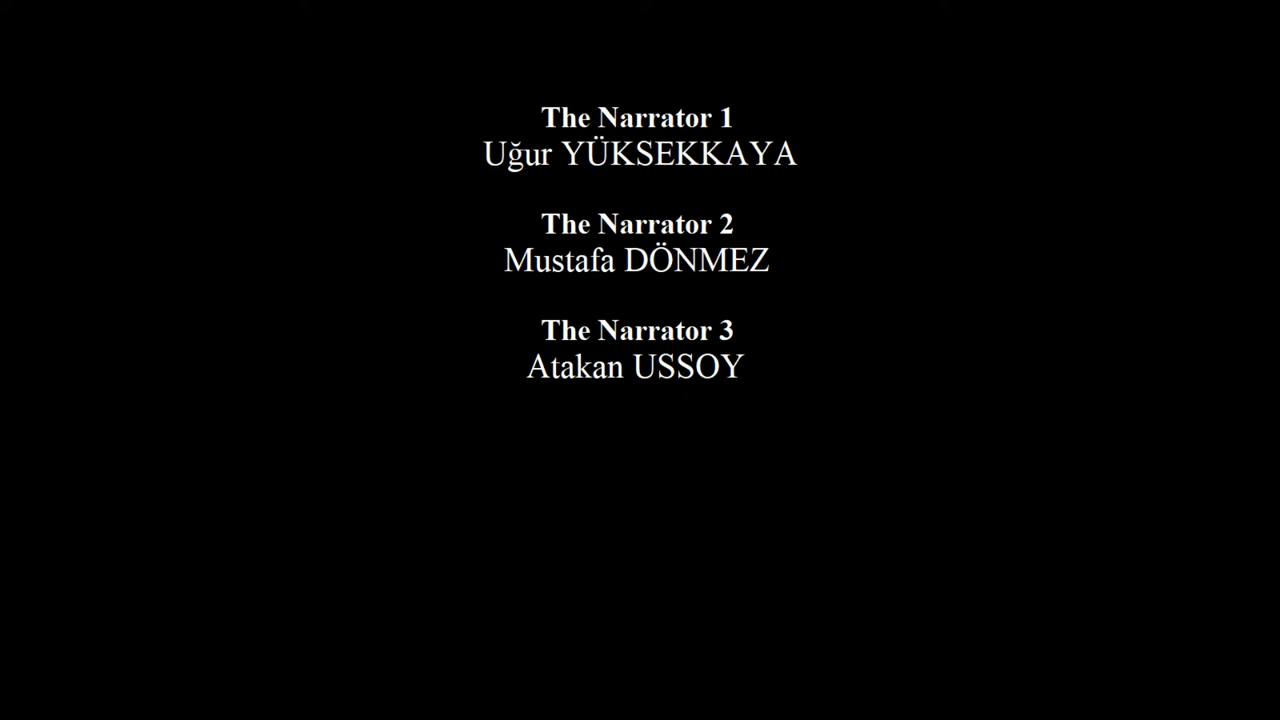 The Narrator 1
Uğur YÜKSEKKAYA
The Narrator 2
Mustafa DÖNMEZ
The Narrator 3
Atakan USSOY